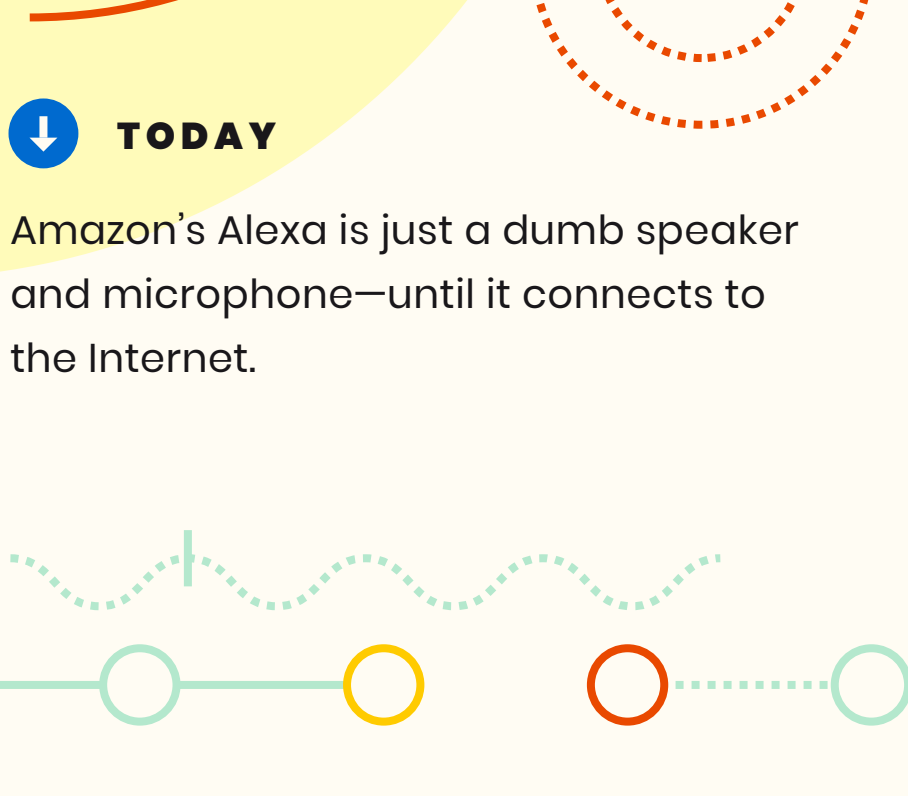 TODAY
Amazon’s Alexa is just a dumb speaker
and microphone—until it connects to
the Internet.